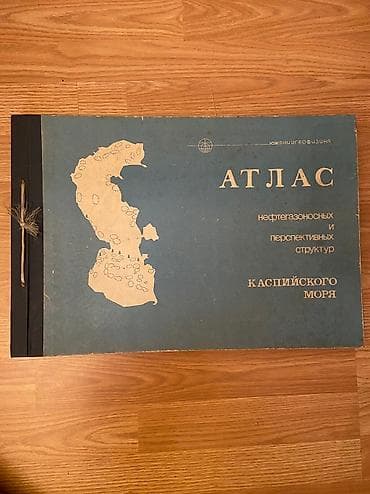 южниигеофизика
АТЛАС
нефтегазоносных
и
перспективных
структур
КАСПИЙСКОГО
МОРЯ